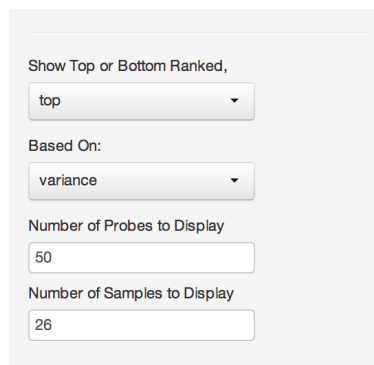 Show Top or Bottom Ranked,
top
Based On:
variance
Number of Probes to Display
50
Number of Samples to Display
26